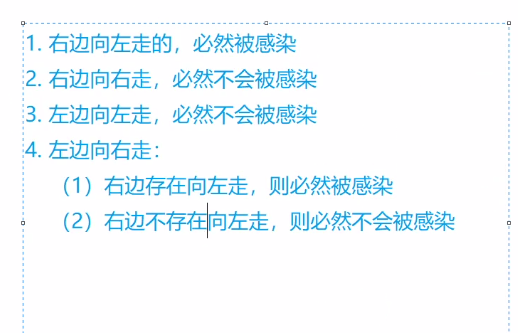 1. 右边向左走的，必然被感染
2. 右边向右走，必然不会被感染
3. 左边向左走，必然不会被感染
4. 左边向右走：
（1）右边存在向左走，则必然被感染
（2）右边不存在向左走，则必然不会被感染